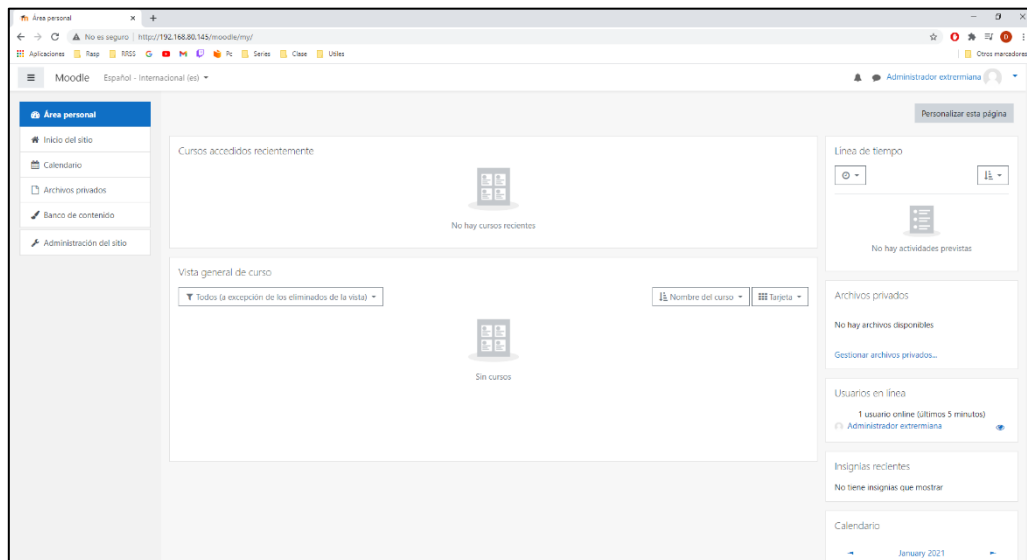 Área personal
No es seguro | http://192.168.80.145/moodle/my/
Aplicaciones Rasp RRSS Pc Series Clase Utiles Otros marcadores
Moodle Español - Internacional (es) Administrador extrermiana
Personalizar esta página
Área personal
Inicio del sitio
Calendario
Archivos privados
Banco de contenido
Administración del sitio
Cursos accedidos recientemente
No hay cursos recientes
Vista general de curso
Todos (a excepción de los eliminados de la vista) Nombre del curso Tarjeta
Sin cursos
Línea de tiempo
No hay actividades previstas
Archivos privados
No hay archivos disponibles
Gestionar archivos privados...
Usuarios en línea
1 usuario online (últimos 5 minutos)
Administrador extrermiana
Insignias recientes
No tiene insignias que mostrar
Calendario
January 2021